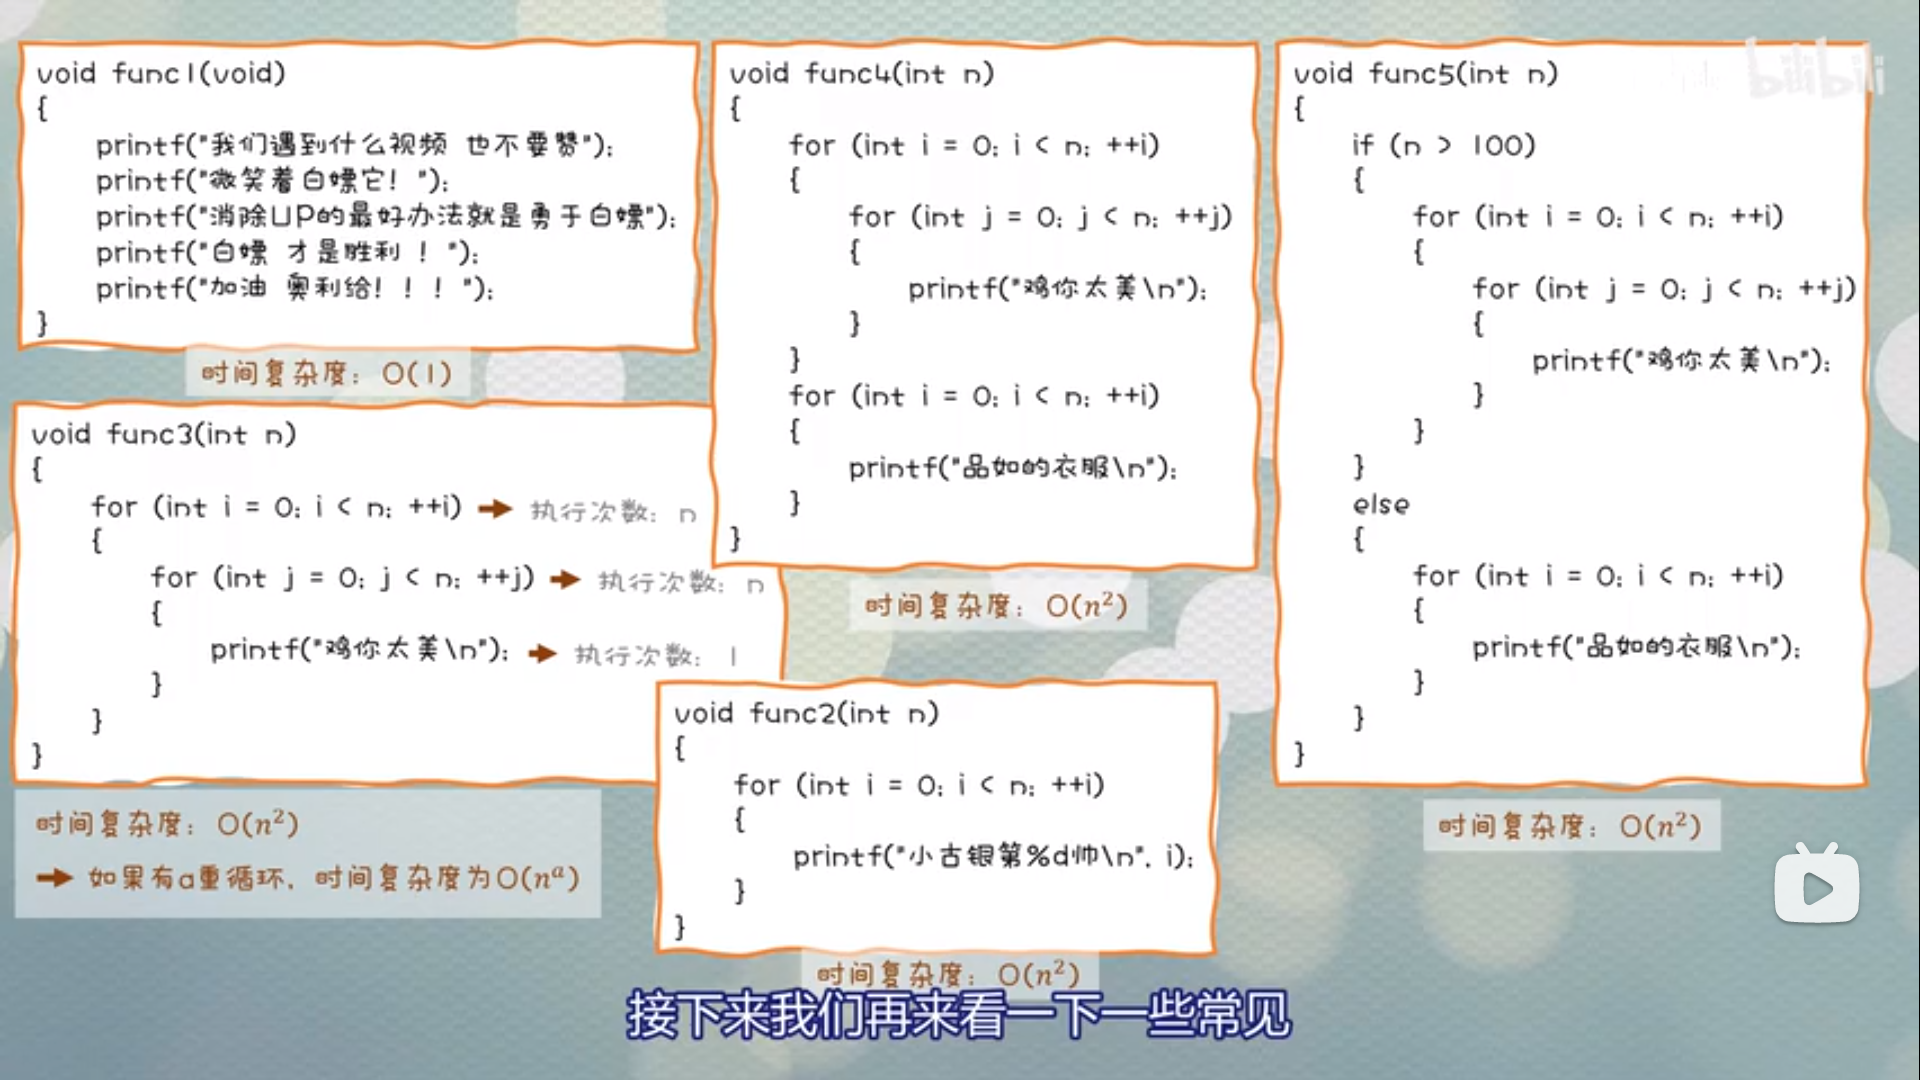 void func1(void)
{
printf("我们遇到什么视频 也不要赞");
printf("微笑着白嫖它！");
printf("消除UP的最好办法就是勇于白嫖");
printf("白嫖 才是胜利！");
printf("加油 奥利给！！！");
}
时间复杂度：O(1)
void func3(int n)
{
for (int i = 0; i < n; ++i) ➡ 执行次数：n
{
for (int j = 0; j < n; ++j) ➡ 执行次数：n
{
printf("鸡你太美\n"); ➡ 执行次数：1
}
}
}
时间复杂度：O(n²)
➡ 如果有a重循环，时间复杂度为O(nᵃ)
void func4(int n)
{
for (int i = 0; i < n; ++i)
{
for (int j = 0; j < n; ++j)
{
printf("鸡你太美\n");
}
}
for (int i = 0; i < n; ++i)
{
printf("品如的衣服\n");
}
}
时间复杂度：O(n²)
void func2(int n)
{
for (int i = 0; i < n; ++i)
{
printf("小古银第%d帅\n", i);
}
}
时间复杂度：O(n²)
void func5(int n)
{
if (n > 100)
{
for (int i = 0; i < n; ++i)
{
for (int j = 0; j < n; ++j)
{
printf("鸡你太美\n");
}
}
}
else
{
for (int i = 0; i < n; ++i)
{
printf("品如的衣服\n");
}
}
}
时间复杂度：O(n²)
bilibili
接下来我们再来看一下一些常见